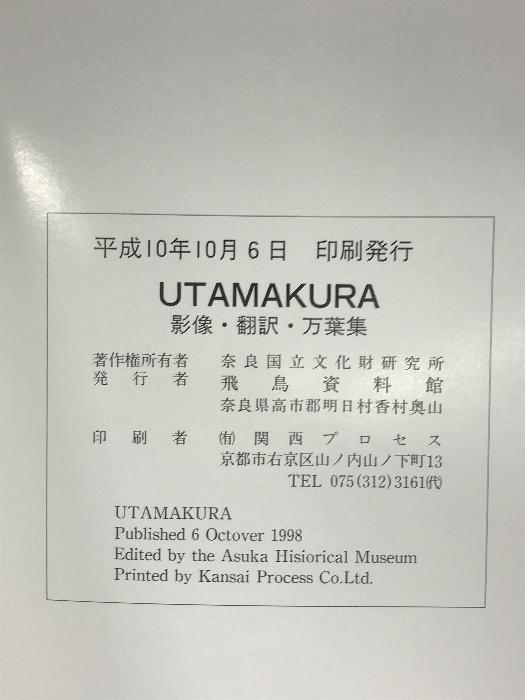 平成10年10月6日 印刷発行
UTAMAKURA
影像・翻訳・万葉集
著作権所有者 奈良国立文化財研究所
発行者 飛鳥資料館
奈良県高市郡明日村香村奥山
印刷者 ㈲関西プロセス
京都市右京区山ノ内山ノ下町13
TEL 075(312)3161㈹
UTAMAKURA
Published 6 Octover 1998
Edited by the Asuka Hisiorical Museum
Printed by Kansai Process Co.Ltd.